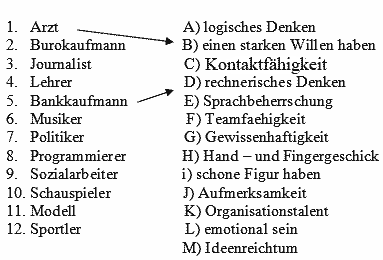 1. Arzt A) logisches Denken
2. Burokaufmann B) einen starken Willen haben
3. Journalist C) Kontaktfähigkeit
4. Lehrer D) rechnerisches Denken
5. Bankkaufmann E) Sprachbeherrschung
6. Musiker F) Teamfaehigkeit
7. Politiker G) Gewissenhaftigkeit
8. Programmierer H) Hand – und Fingergeschick
9. Sozialarbeiter i) schone Figur haben
10. Schauspieler J) Aufmerksamkeit
11. Modell K) Organisationstalent
12. Sportler L) emotional sein
M) Ideenreichtum